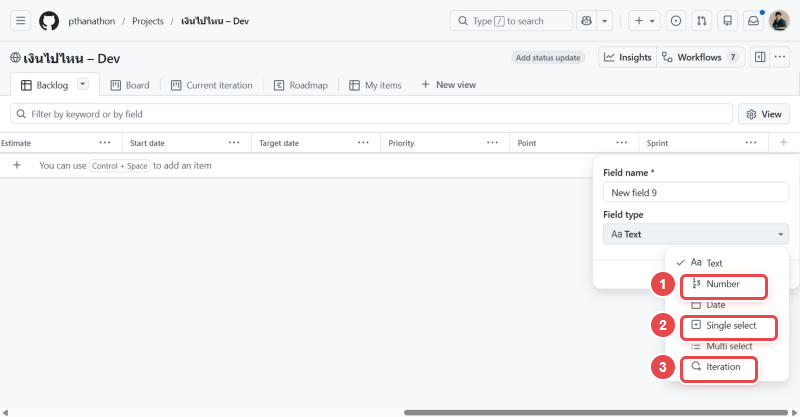 pthanathon / Projects / เงินไปไหน – Dev
Type / to search
เงินไปไหน – Dev
Add status update
Insights
Workflows 7
Backlog
Board
Current iteration
Roadmap
My items
+ New view
Filter by keyword or by field
View
Estimate
Start date
Target date
Priority
Point
Sprint
+
You can use Control + Space to add an item
Field name *
New field 9
Field type
Aa Text
Aa Text
1 Number
Date
2 Single select
Multi select
3 Iteration